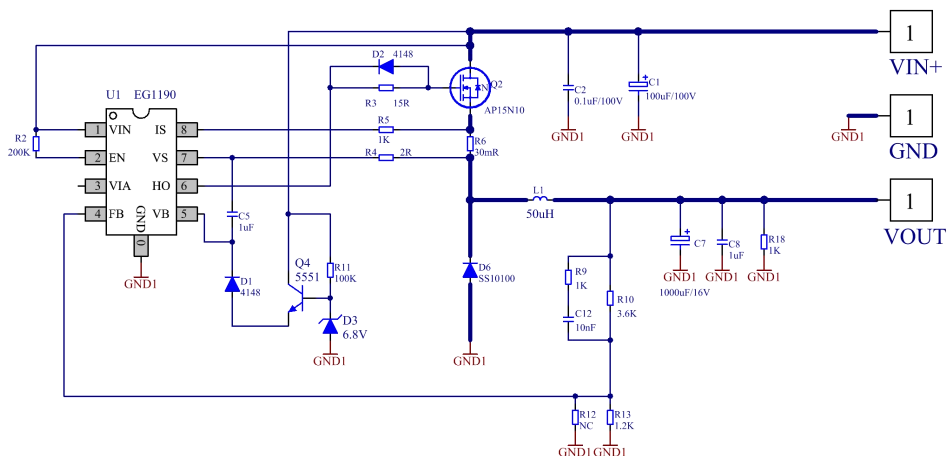 1
VIN+
D2 4148
Q2
N
AP15N10
C2
0.1uF/100V
C1
+
100uF/100V
R3 15R
U1 EG1190
1 VIN IS 8
2 EN VS 7
3 VIA HO 6
4 FB VB 5
GND
0
GND1
R2
200K
R5
1K
R6
30mR
R4 2R
GND1
GND1
GND1
1
GND
L1
50uH
1
VOUT
C5
1uF
D1
4148
Q4
5551
R11
100K
D3
6.8V
GND1
D6
SS10100
GND1
R9
1K
C12
10nF
R10
3.6K
+
C7
GND1
1000uF/16V
C8
1uF
GND1
R18
1K
GND1
R12
NC
GND1
R13
1.2K
GND1